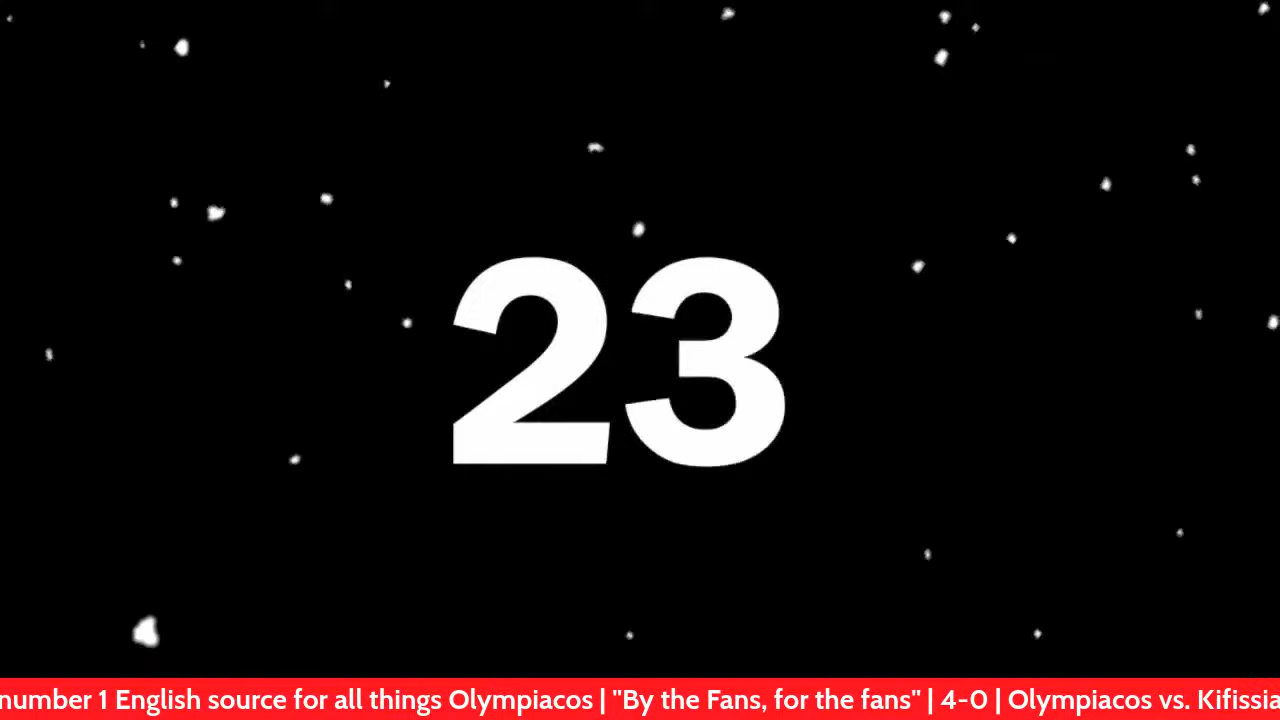 23
number 1 English source for all things Olympiacos | "By the Fans, for the fans" | 4-0 | Olympiacos vs. Kifissia